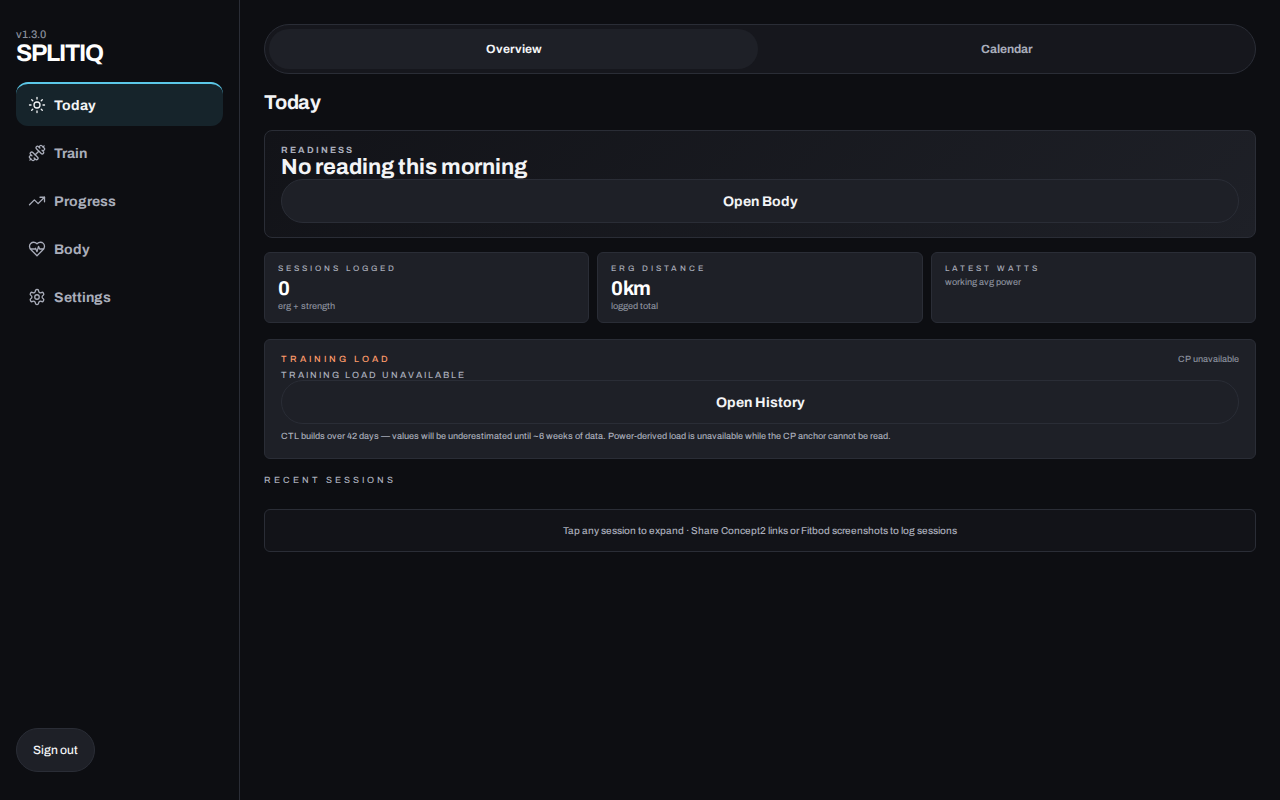 v1.3.0
SPLITIQ
Today
Train
Progress
Body
Settings
Sign out
Overview
Calendar
Today
READINESS
No reading this morning
Open Body
SESSIONS LOGGED
0
erg + strength
ERG DISTANCE
0km
logged total
LATEST WATTS
working avg power
TRAINING LOAD
CP unavailable
TRAINING LOAD UNAVAILABLE
Open History
CTL builds over 42 days — values will be underestimated until ~6 weeks of data. Power-derived load is unavailable while the CP anchor cannot be read.
RECENT SESSIONS
Tap any session to expand · Share Concept2 links or Fitbod screenshots to log sessions